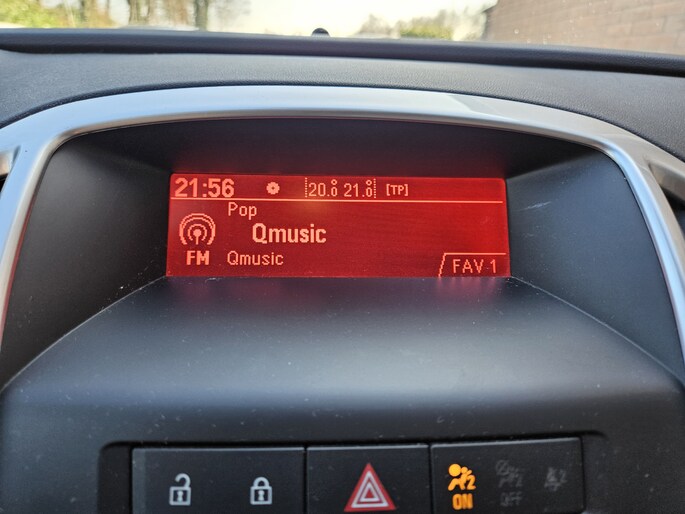 21:56 20.0° 21.0° [TP]
Pop
Qmusic
FM Qmusic
FAV 1
ON OFF